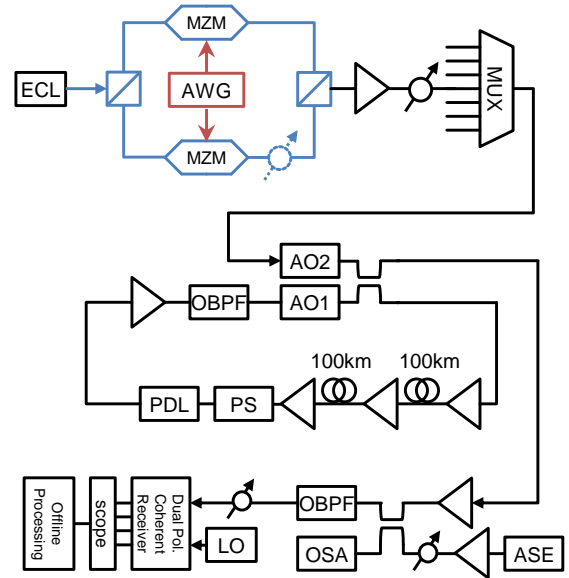 MZM
ECL
AWG
MZM
MUX
AO2
OBPF
AO1
100km
100km
PDL
PS
Offline
Processing
scope
Dual Pol.
Coherent
Receiver
OBPF
LO
OSA
ASE